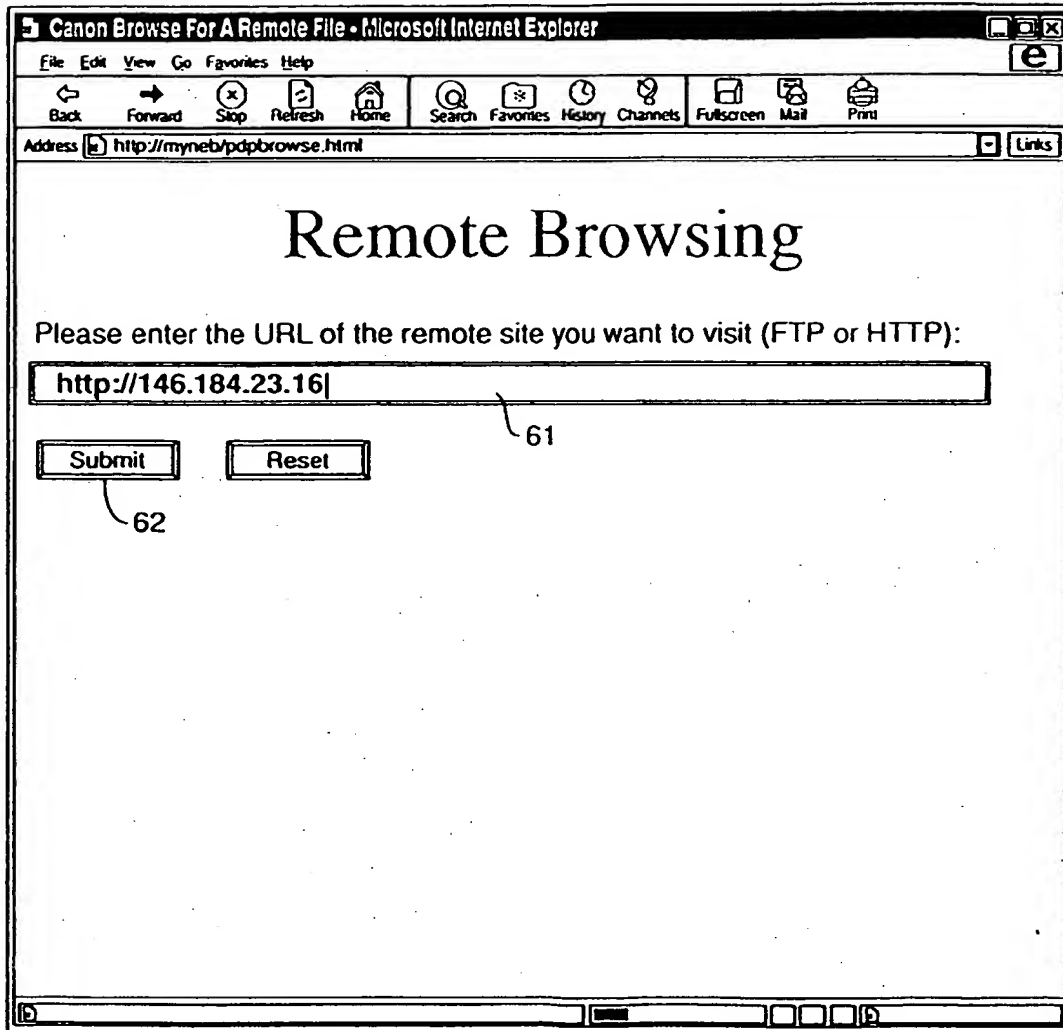 Canon Browse For A Remote File - Microsoft Internet Explorer
File Edit View Go Favorites Help
e
Back Forward Stop Refresh Home Search Favorites History Channels Fullscreen Mail Print
Address http://myneb/pdpbrowse.html Links
Remote Browsing
Please enter the URL of the remote site you want to visit (FTP or HTTP):
http://146.184.23.16
61
Submit Reset
62